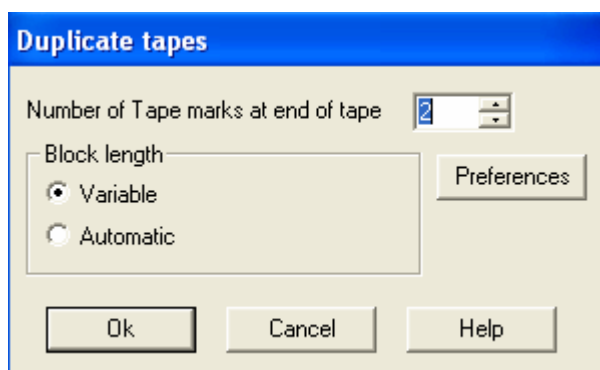 Duplicate tapes
Number of Tape marks at end of tape 2
Block length
Variable
Preferences
Automatic
Ok Cancel Help